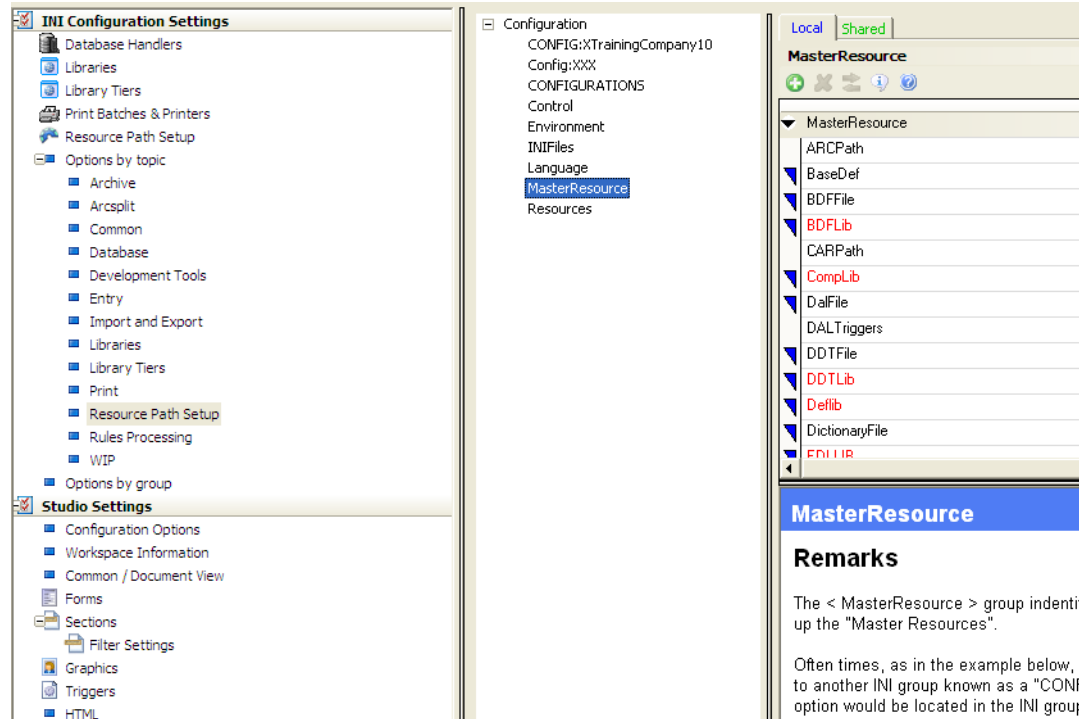 INI Configuration Settings
Database Handlers
Libraries
Library Tiers
Print Batches & Printers
Resource Path Setup
Options by topic
Archive
Arcsplit
Common
Database
Development Tools
Entry
Import and Export
Libraries
Library Tiers
Print
Resource Path Setup
Rules Processing
WIP
Options by group
Studio Settings
Configuration Options
Workspace Information
Common / Document View
Forms
Sections
Filter Settings
Graphics
Triggers
HTML
Configuration
CONFIG:XTrainingCompany10
Config:XXX
CONFIGURATIONS
Control
Environment
INIFiles
Language
MasterResource
Resources
Local Shared
MasterResource
MasterResource
ARCPath
BaseDef
BDFFile
BDFLib
CARPath
CompLib
DalFile
DALTriggers
DDTFile
DDTLib
Deflib
DictionaryFile
MasterResource
Remarks
The < MasterResource > group indenti
up the "Master Resources".
Often times, as in the example below,
to another INI group known as a "CON
option would be located in the INI grou